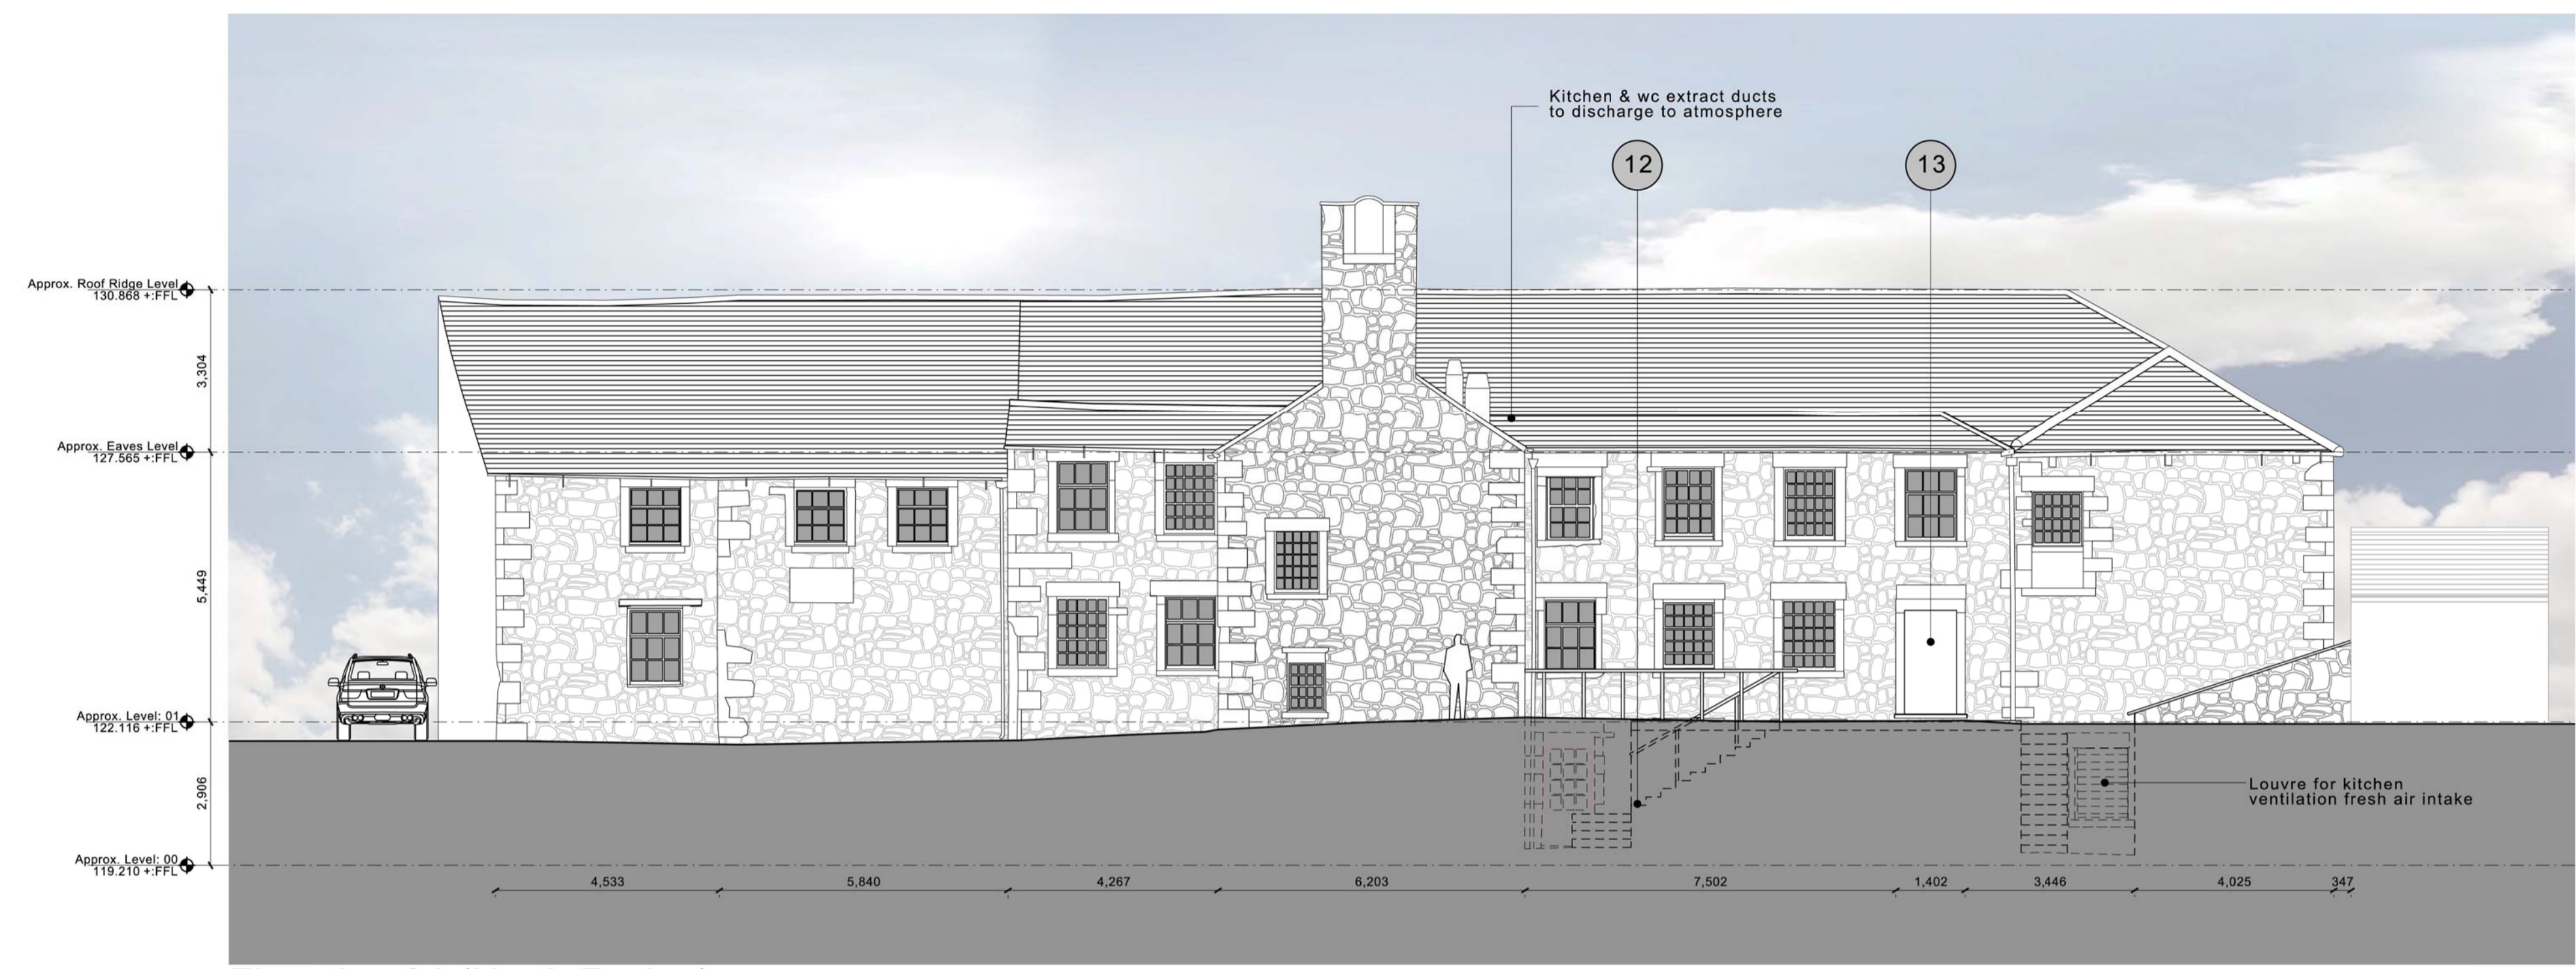 Kitchen & wc extract ducts
to discharge to atmosphere
12
13
Approx. Roof Ridge Level
130.868 +:FFL
3,304
Approx. Eaves Level
127.565 +:FFL
5,449
Approx. Level: 01
122.116 +:FFL
2,906
Louvre for kitchen
ventilation fresh air intake
Approx. Level: 00
119.210 +:FFL
4,533
5,840
4,267
6,203
7,502
1,402
3,446
4,025
347